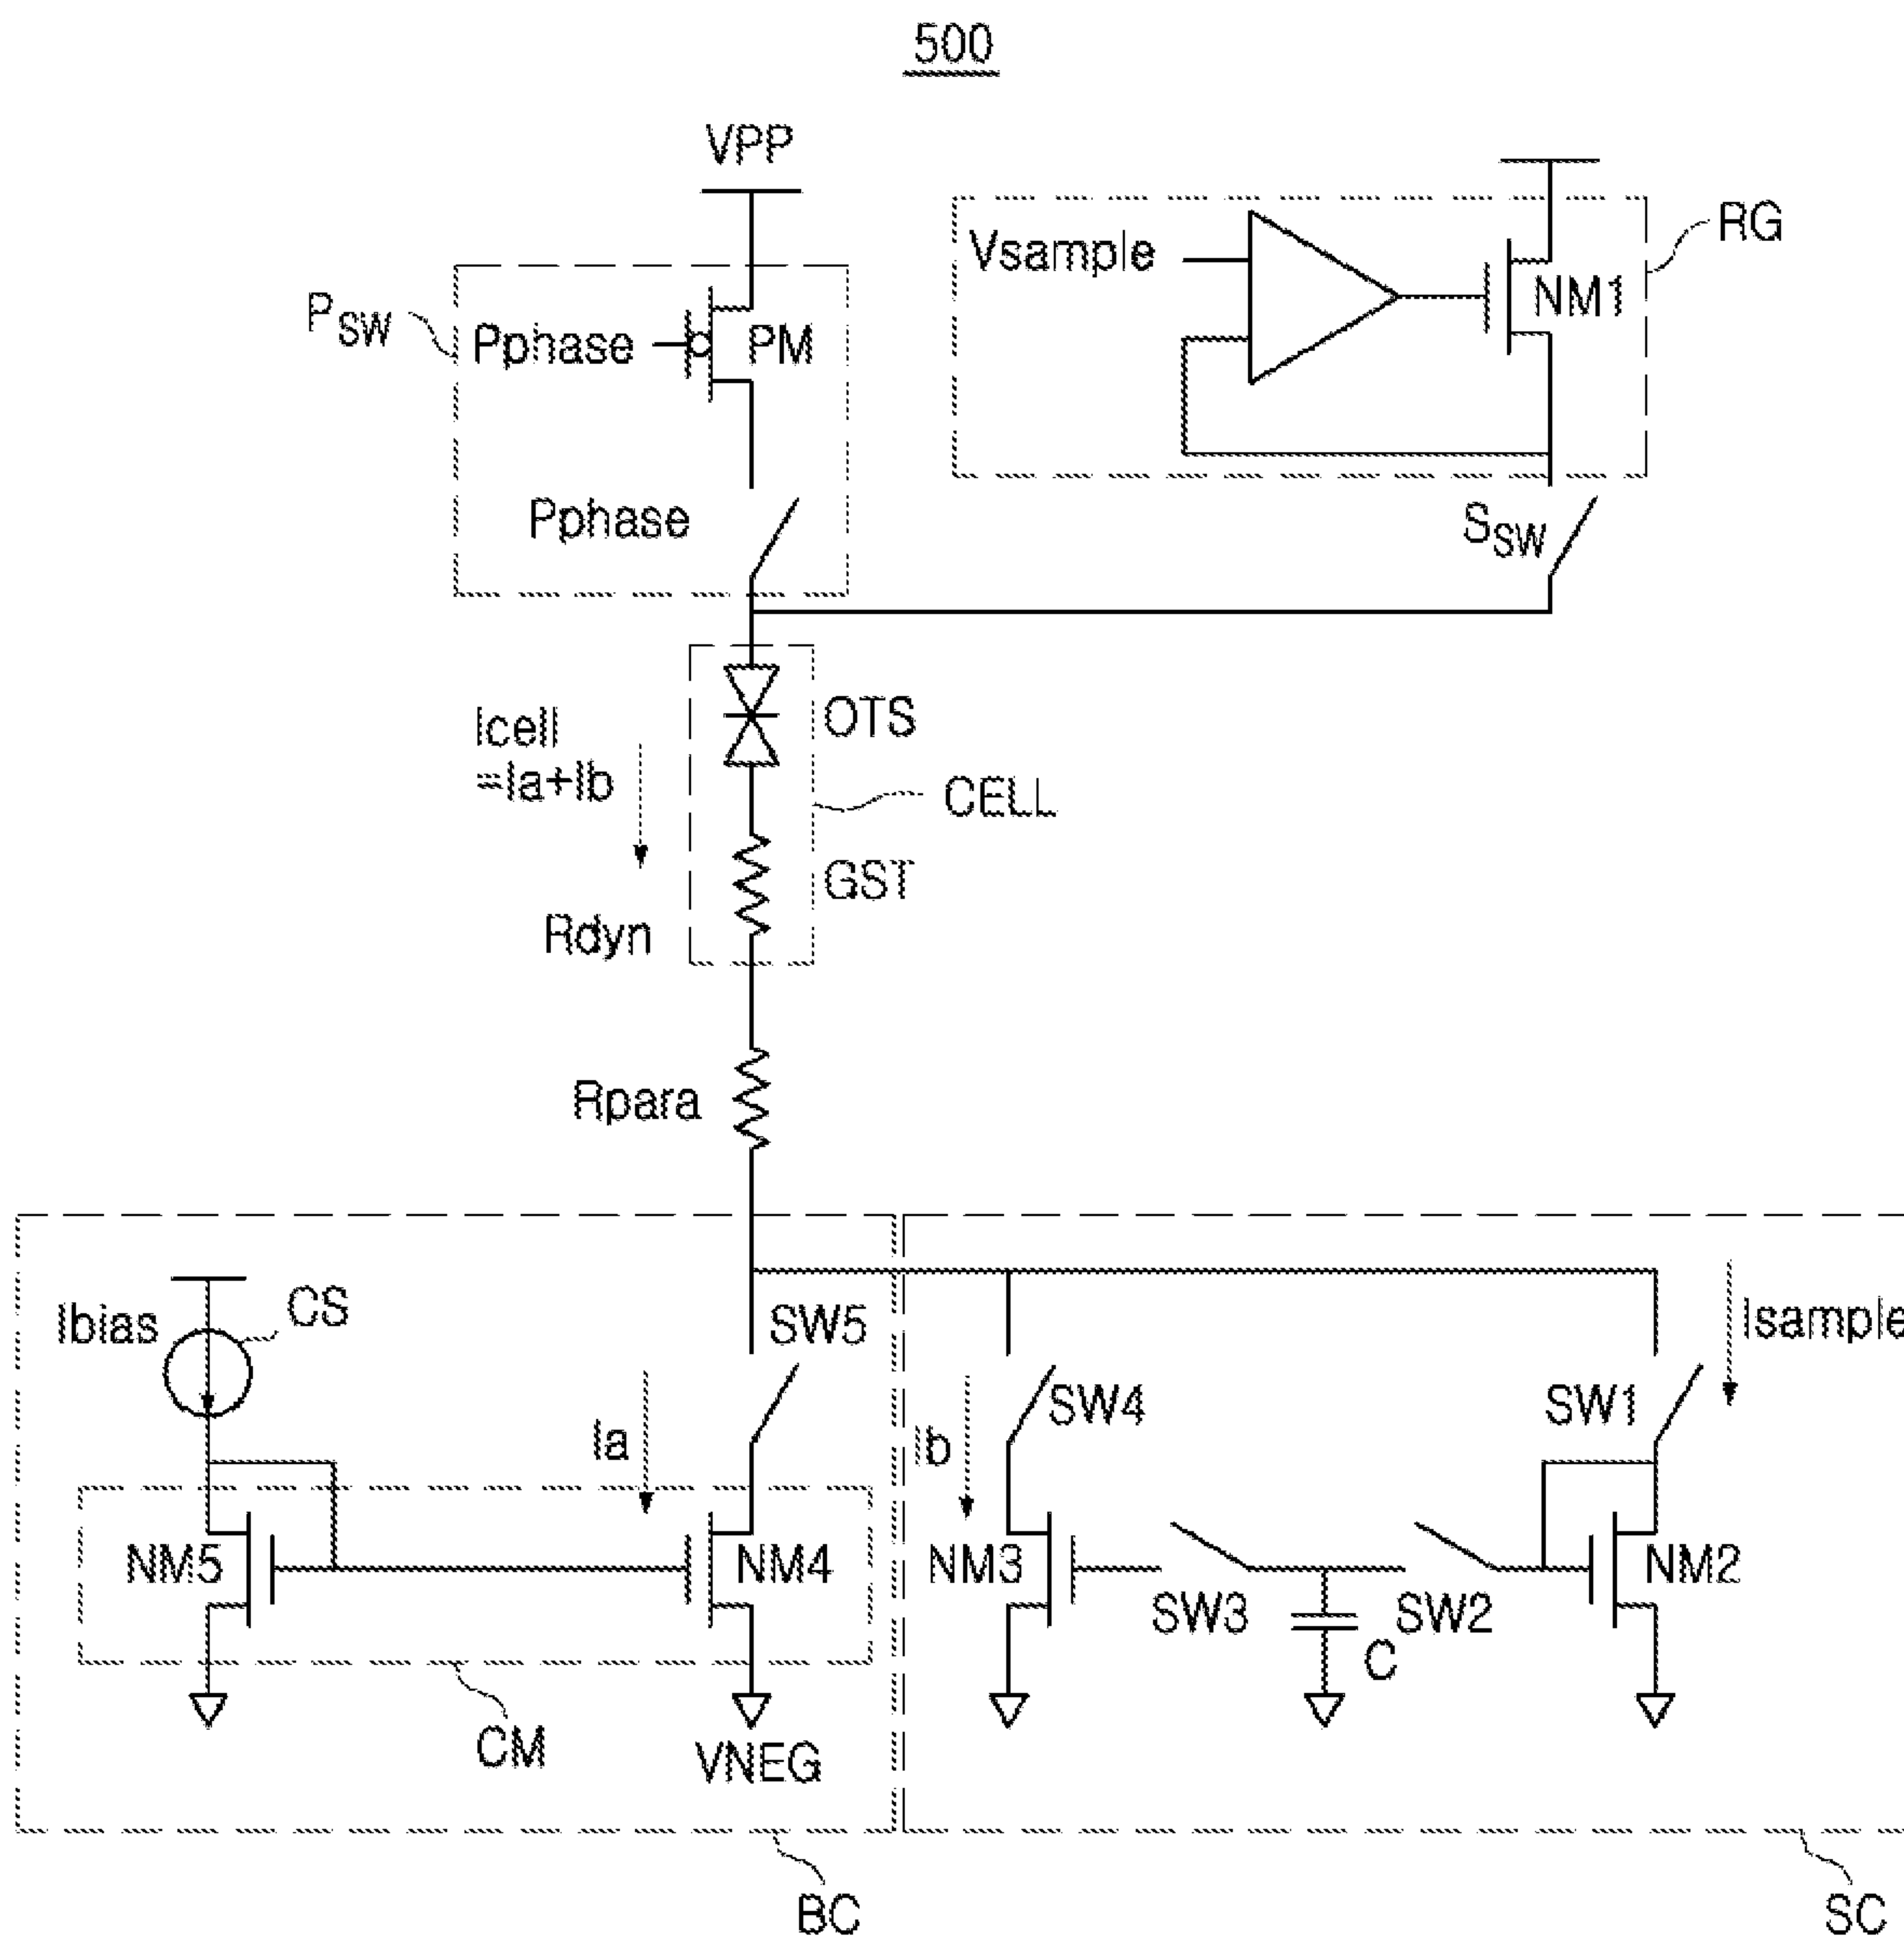 500
VPP
Vsample
RG
NM1
PSW
Pphase
PM
Pphase
SSW
Icell
=Ia+Ib
OTS
CELL
GST
Rdyn
Rpara
Ibias
CS
SW5
Isample
Ia
Ib
SW4
SW1
NM5
NM4
NM3
SW3
SW2
NM2
C
CM
VNEG
BC
SC